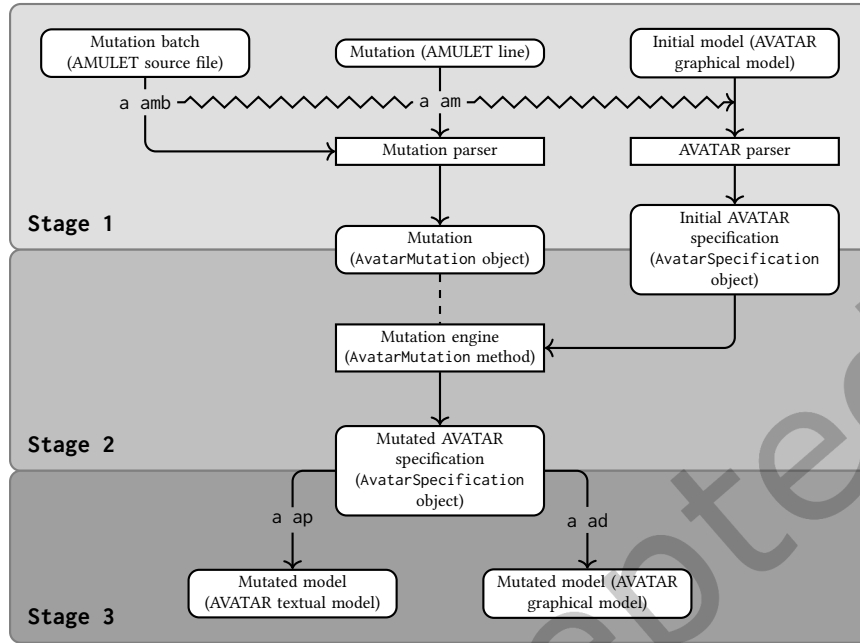 Mutation batch
(AMULET source file)
Mutation (AMULET line)
Initial model (AVATAR
graphical model)
a amb
a am
Mutation parser
AVATAR parser
Stage 1
Mutation
(AvatarMutation object)
Initial AVATAR
specification
(AvatarSpecification
object)
Mutation engine
(AvatarMutation method)
Stage 2
Mutated AVATAR
specification
(AvatarSpecification
object)
a ap
a ad
Mutated model
(AVATAR textual model)
Mutated model (AVATAR
graphical model)
Stage 3